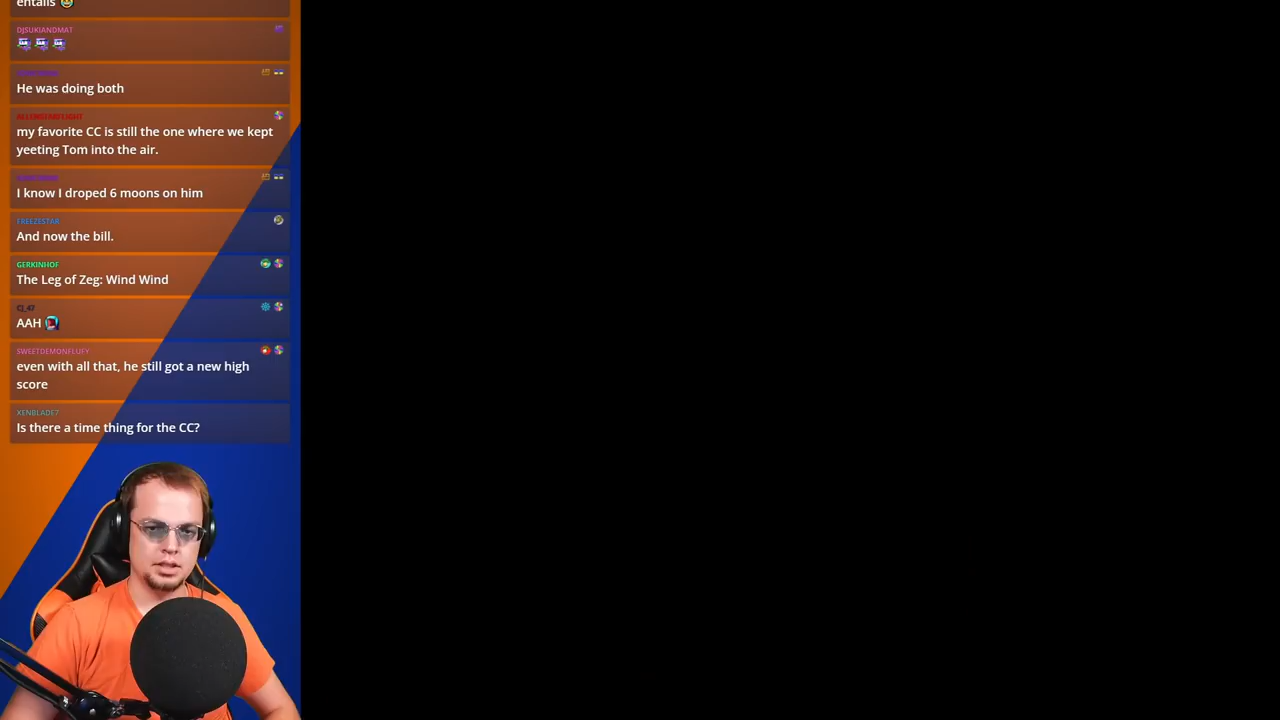 entails
DJSUKIANDMAT
He was doing both
my favorite CC is still the one where we kept
yeeting Tom into the air.
I know I droped 6 moons on him
FREEZESTAR
And now the bill.
GERKINHOF
The Leg of Zeg: Wind Wind
CJ_47
AAH
SWEETDEMONFLUFY
even with all that, he still got a new high
score
XENBLADE7
Is there a time thing for the CC?